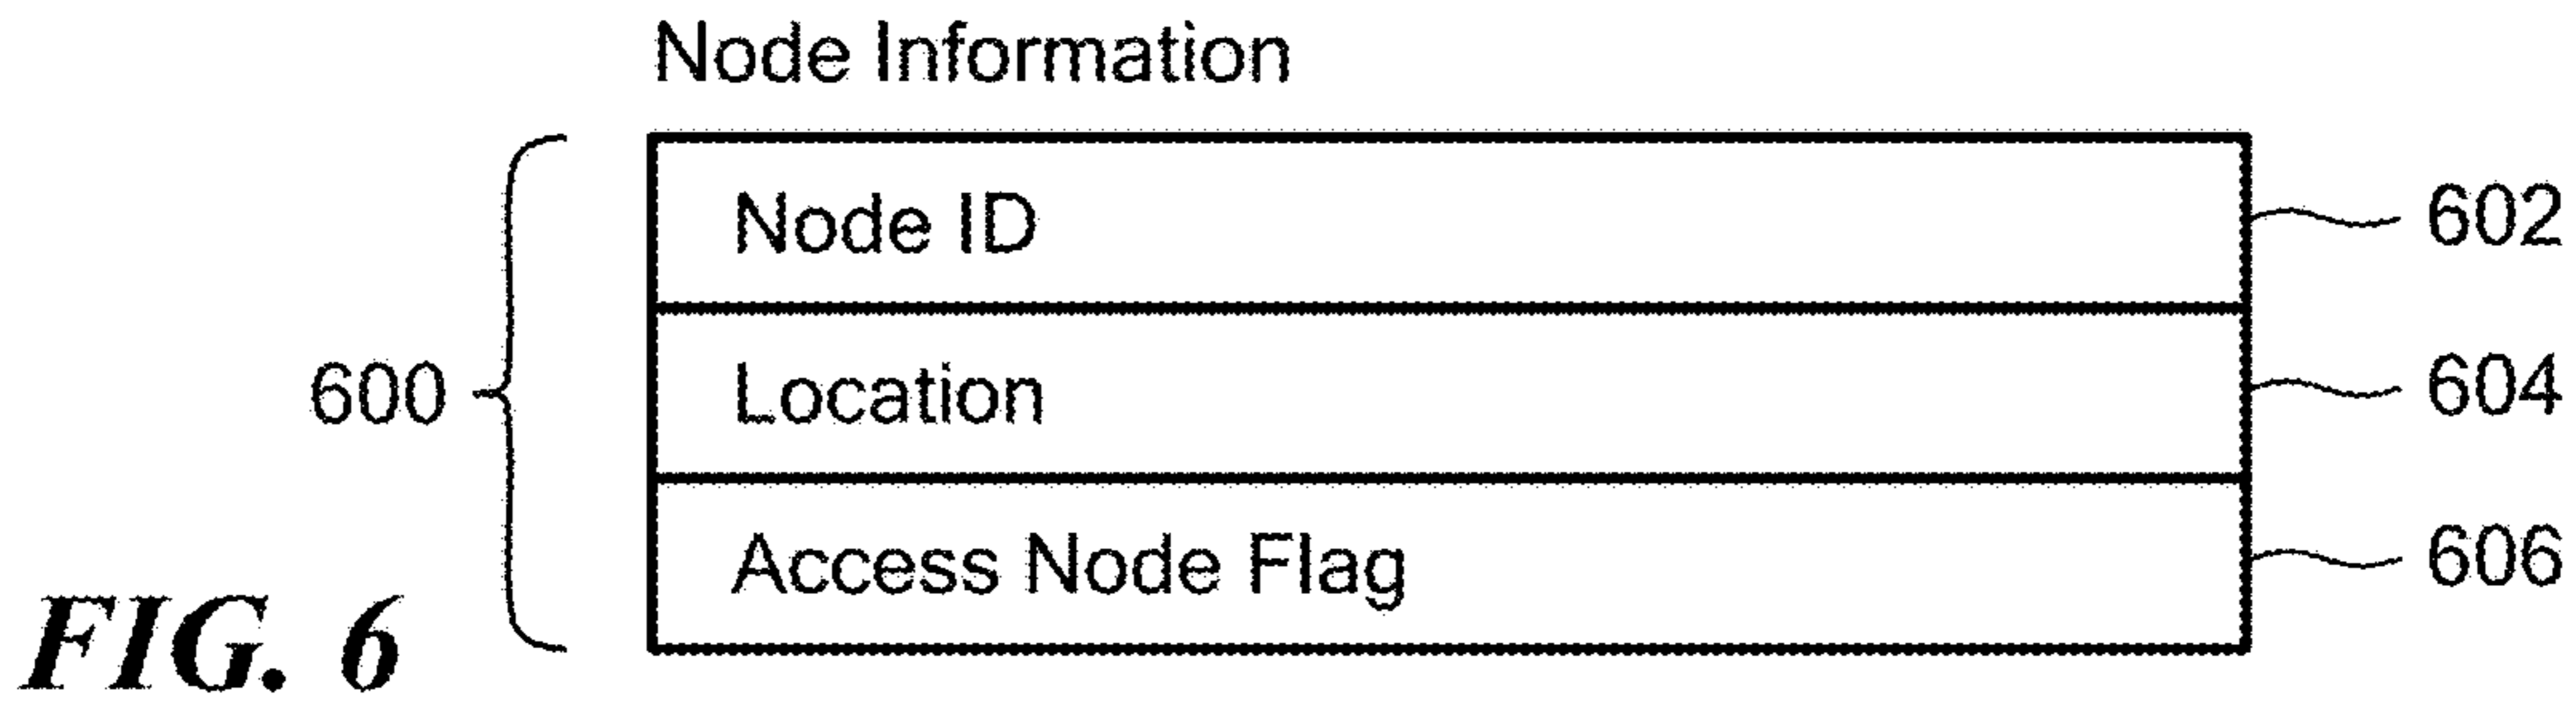 Node Information
Node ID 602
600 Location 604
Access Node Flag 606
FIG. 6